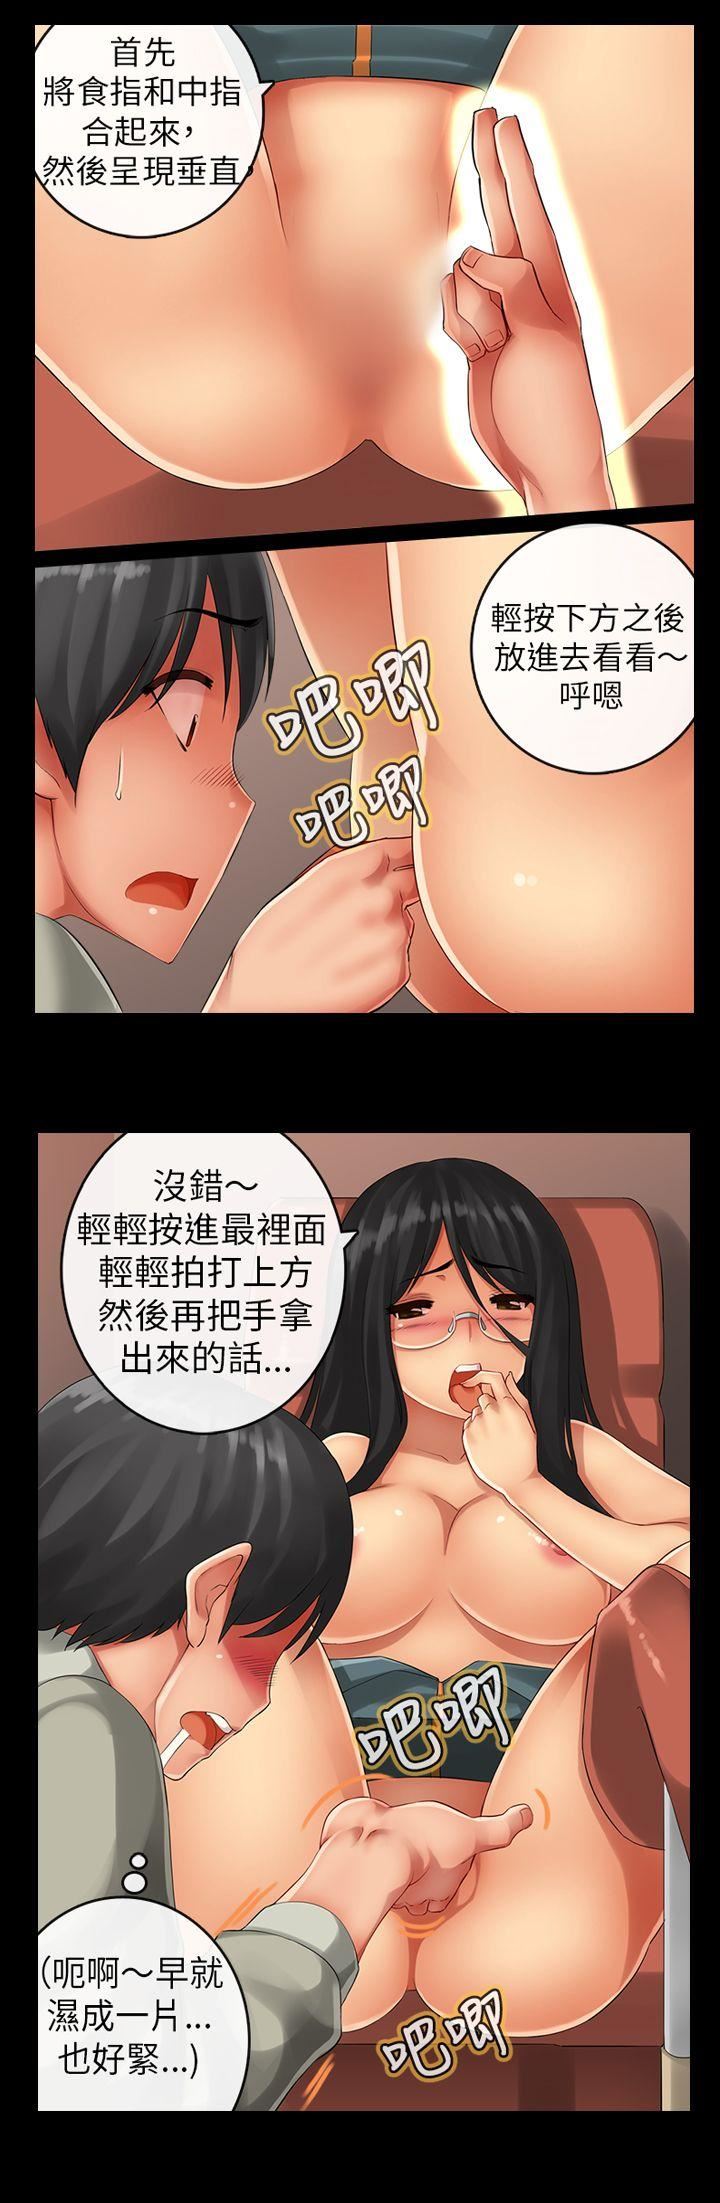 首先
將食指和中指
合起來，
然後呈現垂直，
輕按下方之後
放進去看看～
呼嗯
吧唧
吧唧
沒錯～
輕輕按進最裡面
輕輕拍打上方
然後再把手拿
出來的話...
吧唧
(呃啊～早就
濕成一片...
也好緊...)
吧唧